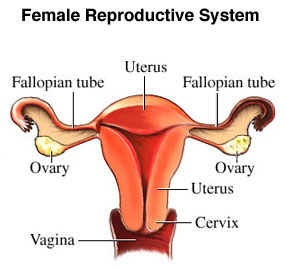 Female Reproductive System
Uterus
Fallopian tube
Fallopian tube
Ovary
Ovary
Uterus
Cervix
Vagina